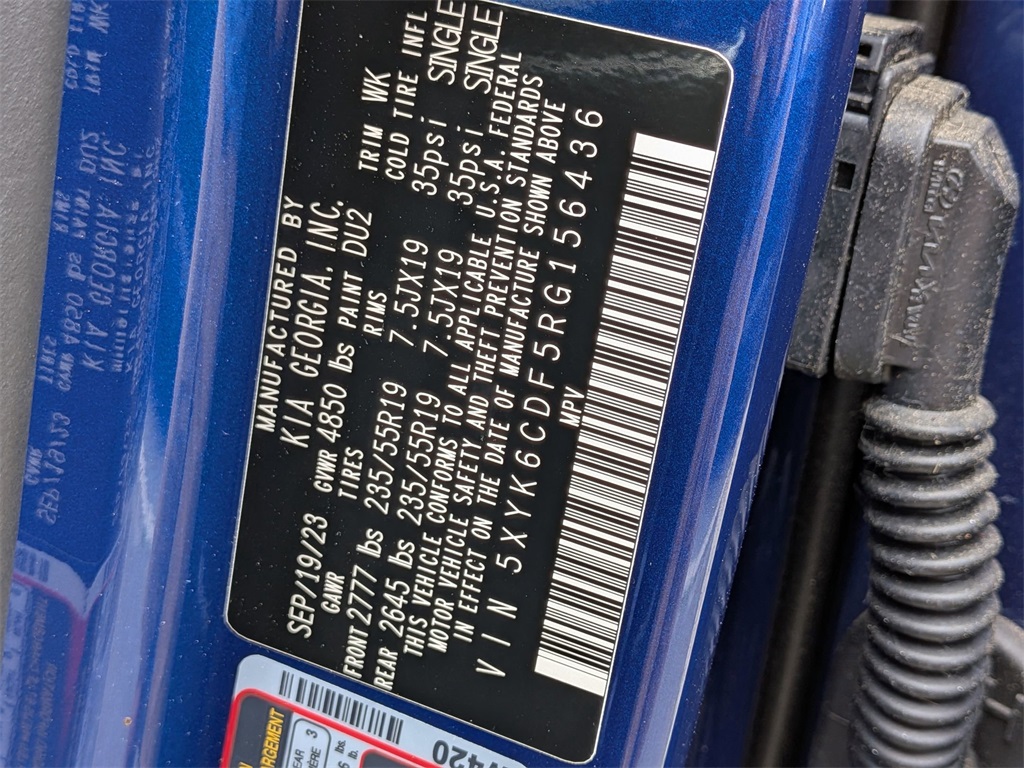 MANUFACTURED BY
KIA GEORGIA, INC.
SEP/19/23 GVWR 4850 lbs PAINT DU2 TRIM WK
GAWR TIRES RIMS COLD TIRE INFL
FRONT 2777 lbs 235/55R19 7.5JX19 35psi SINGLE
REAR 2645 lbs 235/55R19 7.5JX19 35psi SINGLE
THIS VEHICLE CONFORMS TO ALL APPLICABLE U.S.A. FEDERAL
MOTOR VEHICLE SAFETY AND THEFT PREVENTION STANDARDS
IN EFFECT ON THE DATE OF MANUFACTURE SHOWN ABOVE
VIN 5XYK6CDF5RG156436
MPV